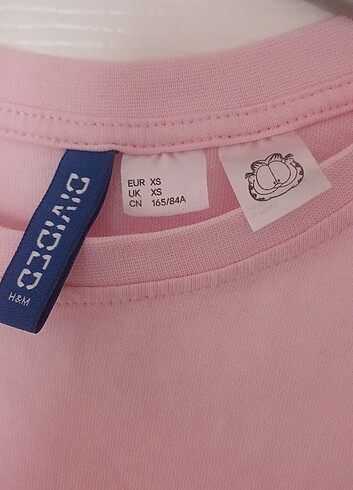 DIVIDED
H&M
EUR XS
UK XS
CN 165/84A